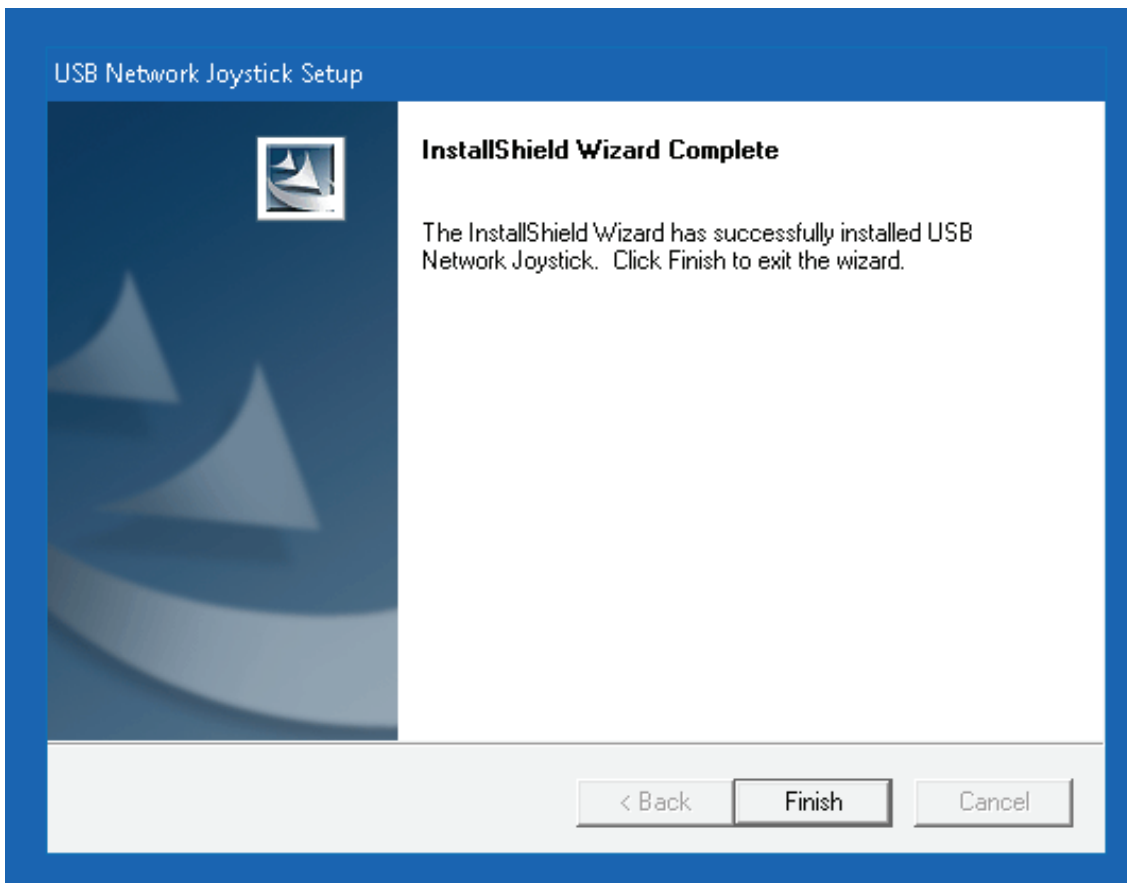 USB Network Joystick Setup
InstallShield Wizard Complete
The InstallShield Wizard has successfully installed USB
Network Joystick. Click Finish to exit the wizard.
< Back
Finish
Cancel